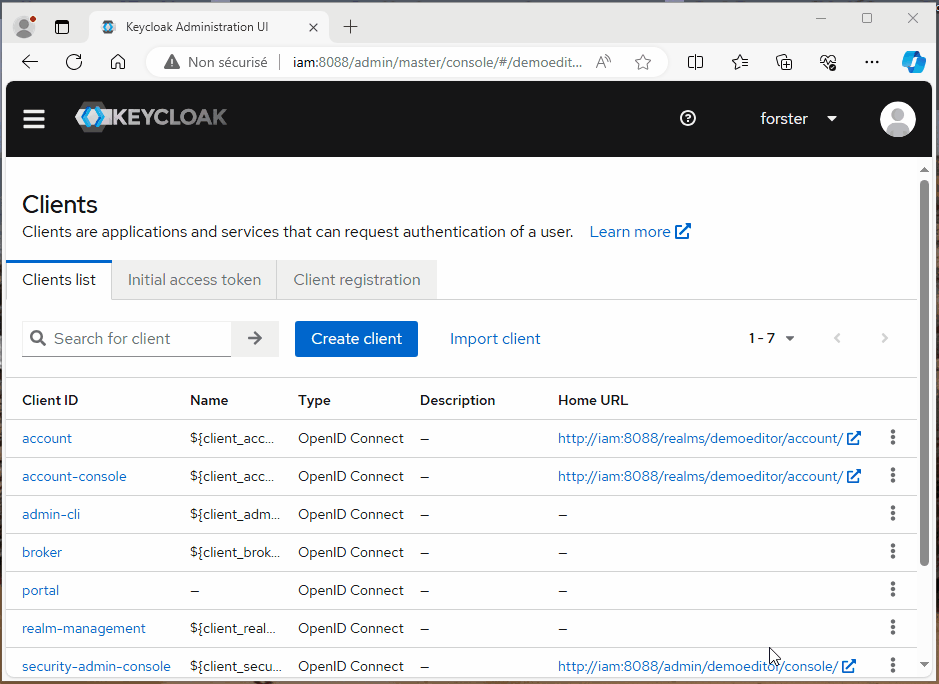 Keycloak Administration UI
Non sécurisé iam:8088/admin/master/console/#/demoedit...
KEYCLOAK forster
Clients
Clients are applications and services that can request authentication of a user. Learn more
Clients list Initial access token Client registration
Search for client Create client Import client 1 - 7
Client ID Name Type Description Home URL
account ${client_acc... OpenID Connect – http://iam:8088/realms/demoeditor/account/
account-console ${client_acc... OpenID Connect – http://iam:8088/realms/demoeditor/account/
admin-cli ${client_adm... OpenID Connect – –
broker ${client_brok... OpenID Connect – –
portal – OpenID Connect – –
realm-management ${client_real... OpenID Connect – –
security-admin-console ${client_secu... OpenID Connect – http://iam:8088/admin/demoeditor/console/